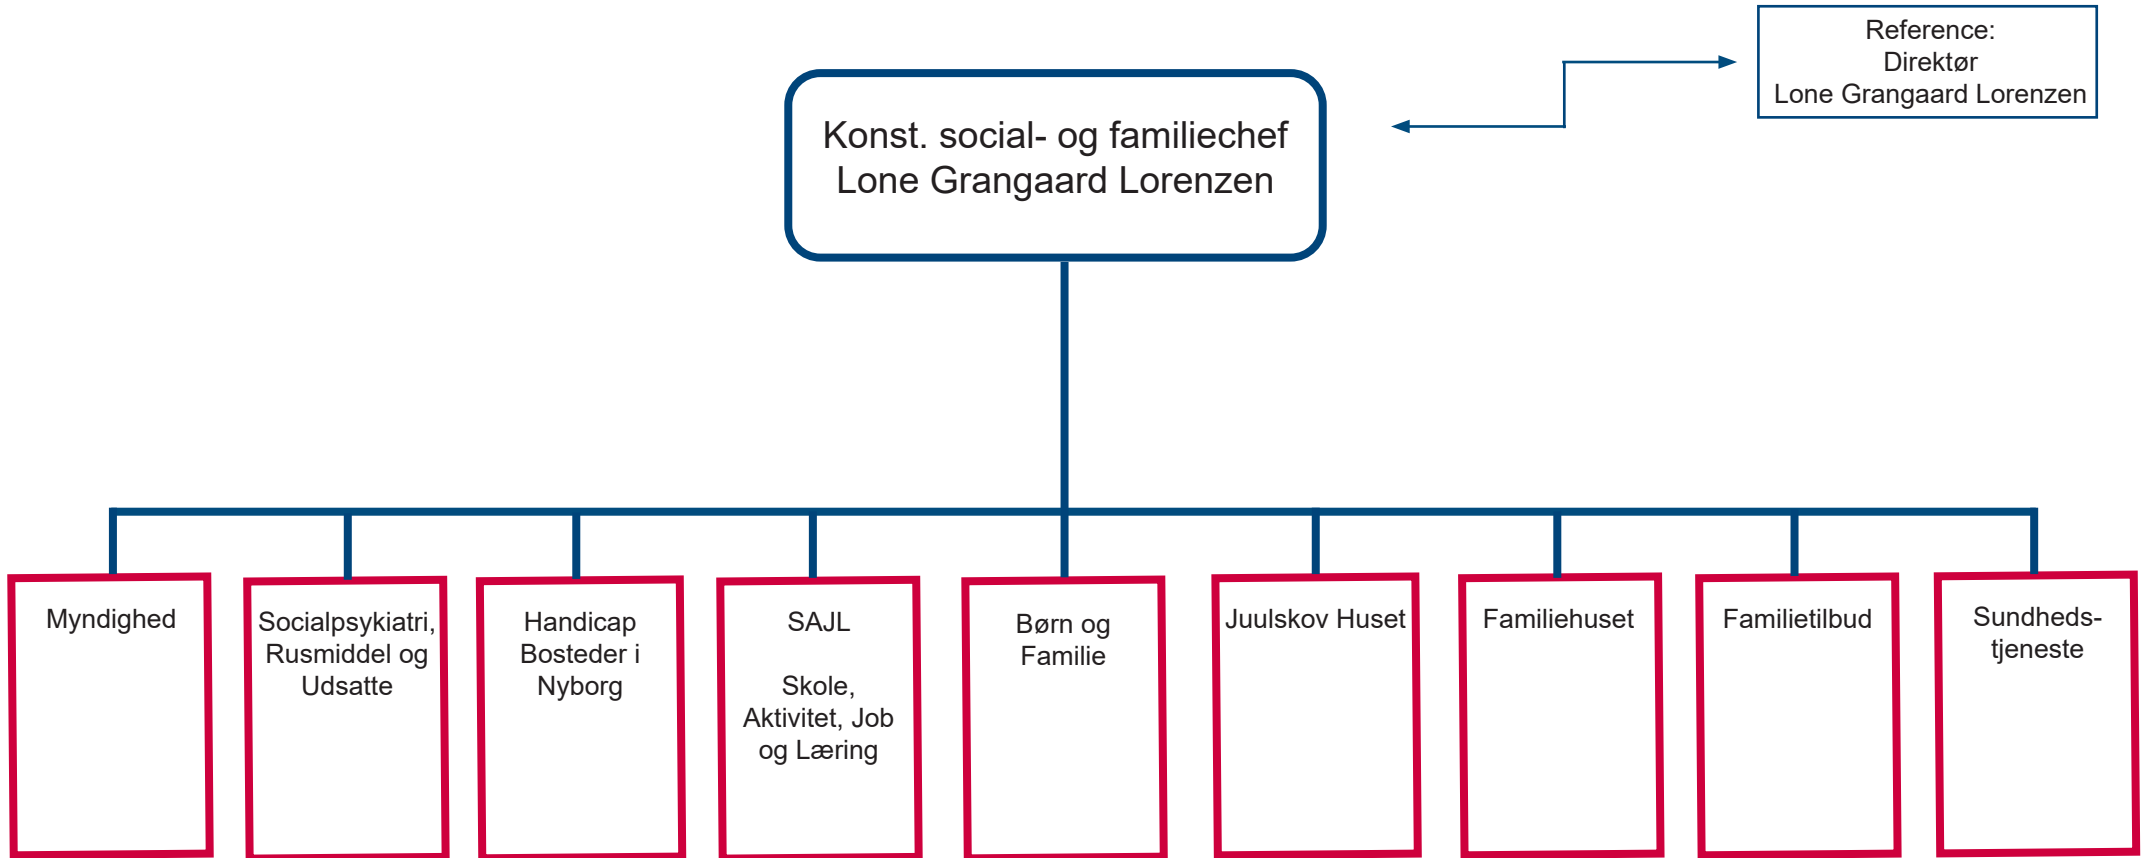 Reference:
Direktør
Lone Grangaard Lorenzen
Konst. social- og familiechef
Lone Grangaard Lorenzen
Myndighed
Socialpsykiatri,
Rusmiddel og
Udsatte
Handicap
Bosteder i
Nyborg
SAJL
Skole,
Aktivitet, Job
og Læring
Børn og
Familie
Juulskov Huset
Familiehuset
Familietilbud
Sundheds-
tjeneste